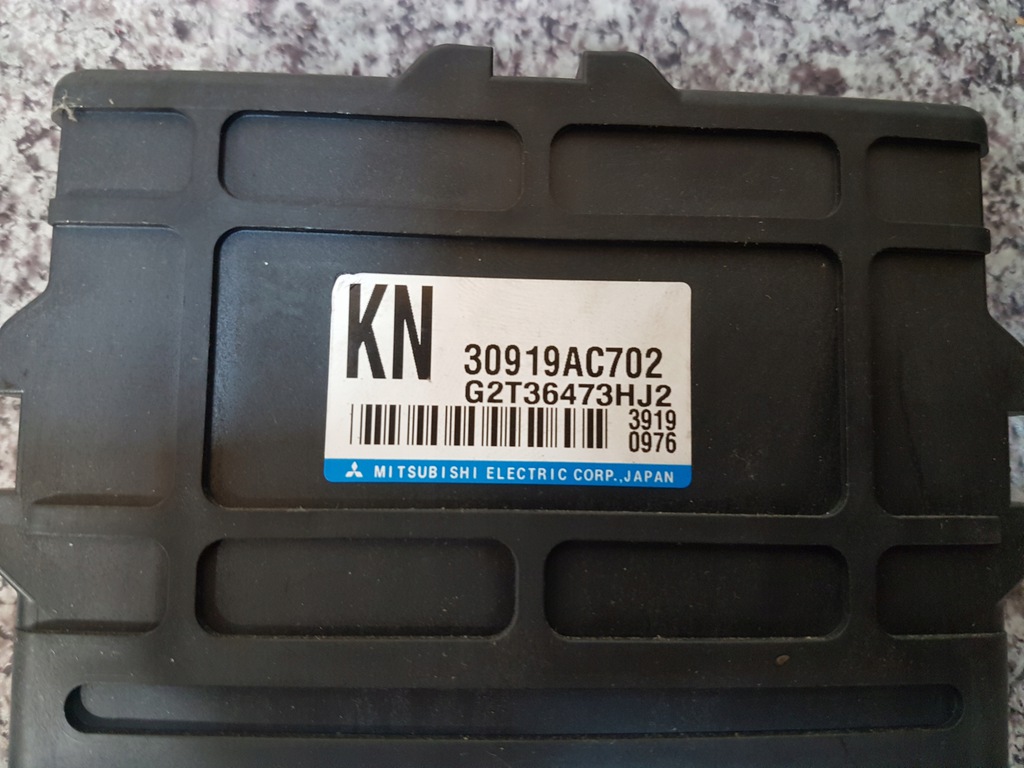 KN
30919AC702
G2T36473HJ2
3919
0976
MITSUBISHI ELECTRIC CORP.,JAPAN